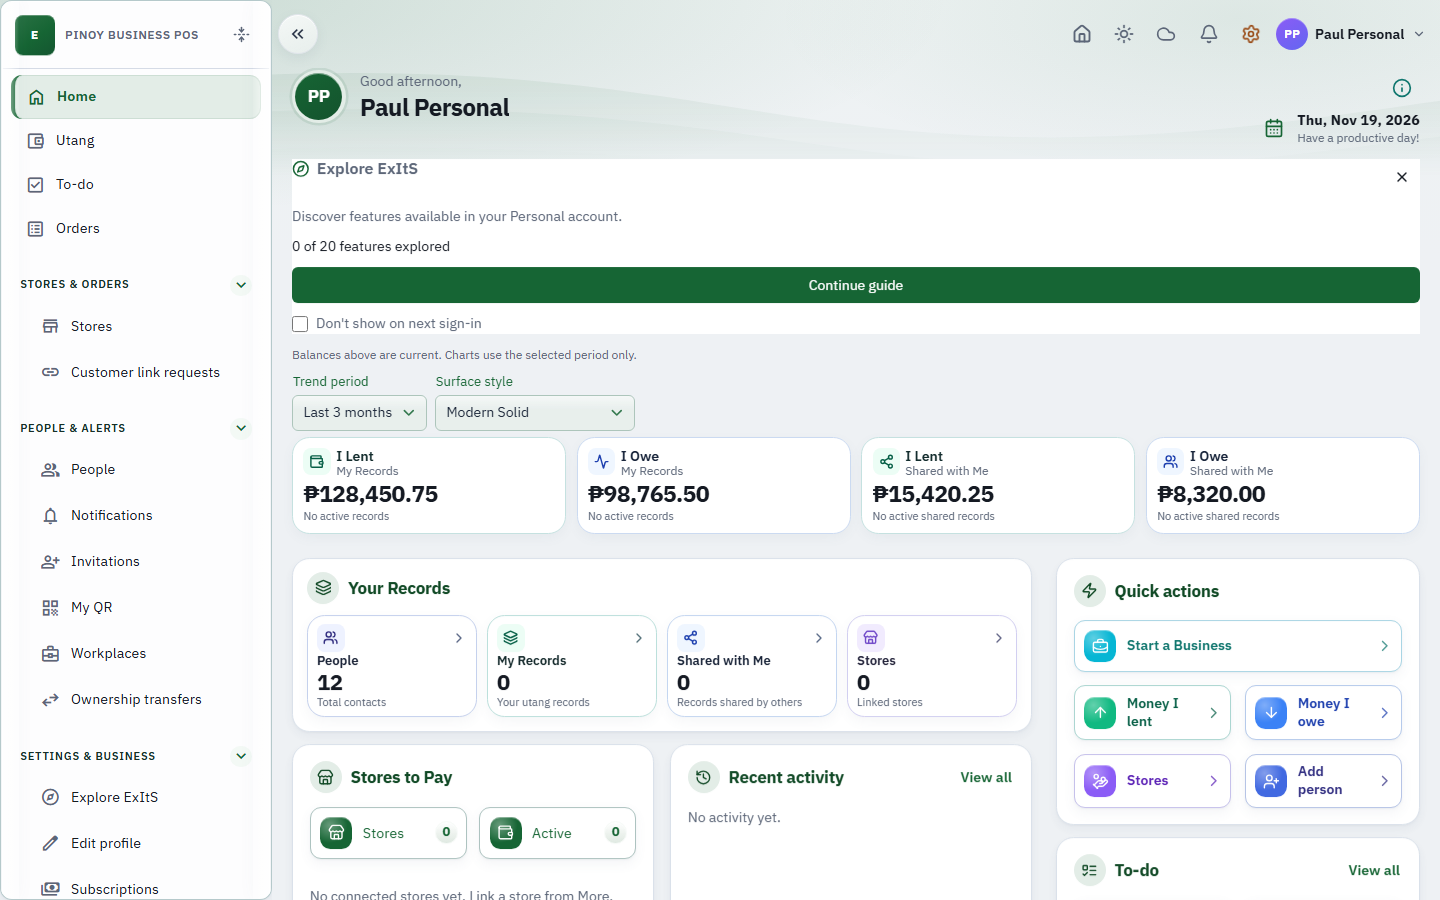 E
PINOY BUSINESS POS
Home
Utang
To-do
Orders
STORES & ORDERS
Stores
Customer link requests
PEOPLE & ALERTS
People
Notifications
Invitations
My QR
Workplaces
Ownership transfers
SETTINGS & BUSINESS
Explore ExItS
Edit profile
Subscriptions
PP
Paul Personal
PP
Good afternoon,
Paul Personal
Thu, Nov 19, 2026
Have a productive day!
Explore ExItS
Discover features available in your Personal account.
0 of 20 features explored
Continue guide
Don't show on next sign-in
Balances above are current. Charts use the selected period only.
Trend period
Surface style
Last 3 months
Modern Solid
I Lent
My Records
₱128,450.75
No active records
I Owe
My Records
₱98,765.50
No active records
I Lent
Shared with Me
₱15,420.25
No active shared records
I Owe
Shared with Me
₱8,320.00
No active shared records
Your Records
People
12
Total contacts
My Records
0
Your utang records
Shared with Me
0
Records shared by others
Stores
0
Linked stores
Quick actions
Start a Business
Money I lent
Money I owe
Stores
Add person
Stores to Pay
Stores 0
Active 0
No connected stores yet. Link a store from More.
Recent activity
View all
No activity yet.
To-do
View all